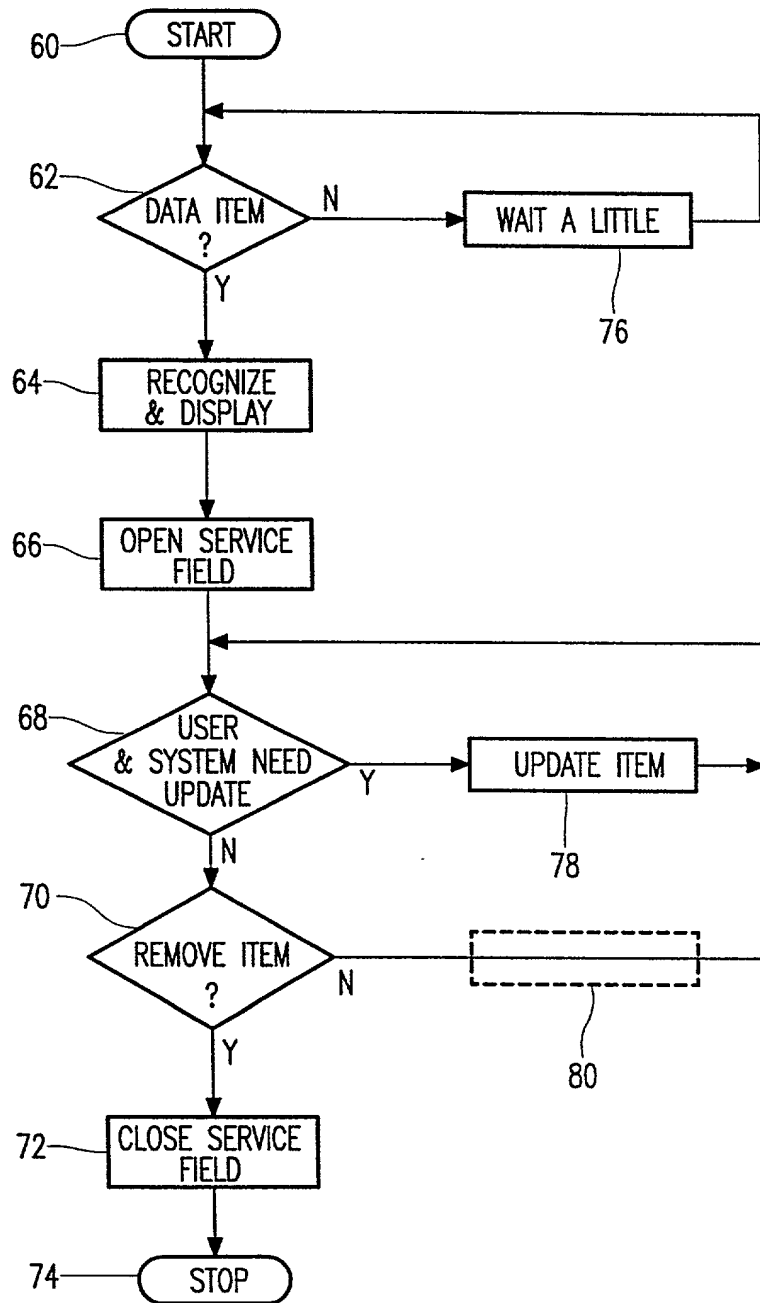 60
START
62
DATA ITEM
?
N
WAIT A LITTLE
76
Y
64
RECOGNIZE
& DISPLAY
66
OPEN SERVICE
FIELD
68
USER
& SYSTEM NEED
UPDATE
Y
UPDATE ITEM
78
N
70
REMOVE ITEM
?
N
80
Y
72
CLOSE SERVICE
FIELD
74
STOP